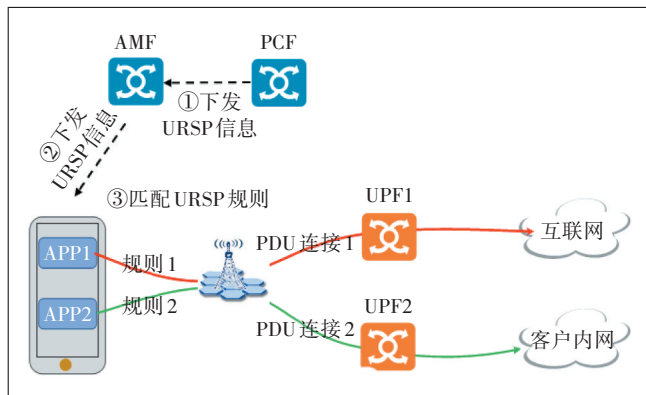 AMF
PCF
①下发
URSP信息
②下发
URSP信息
③匹配URSP规则
APP1
规则1
PDU连接1
UPF1
互联网
APP2
规则2
PDU连接2
UPF2
客户内网